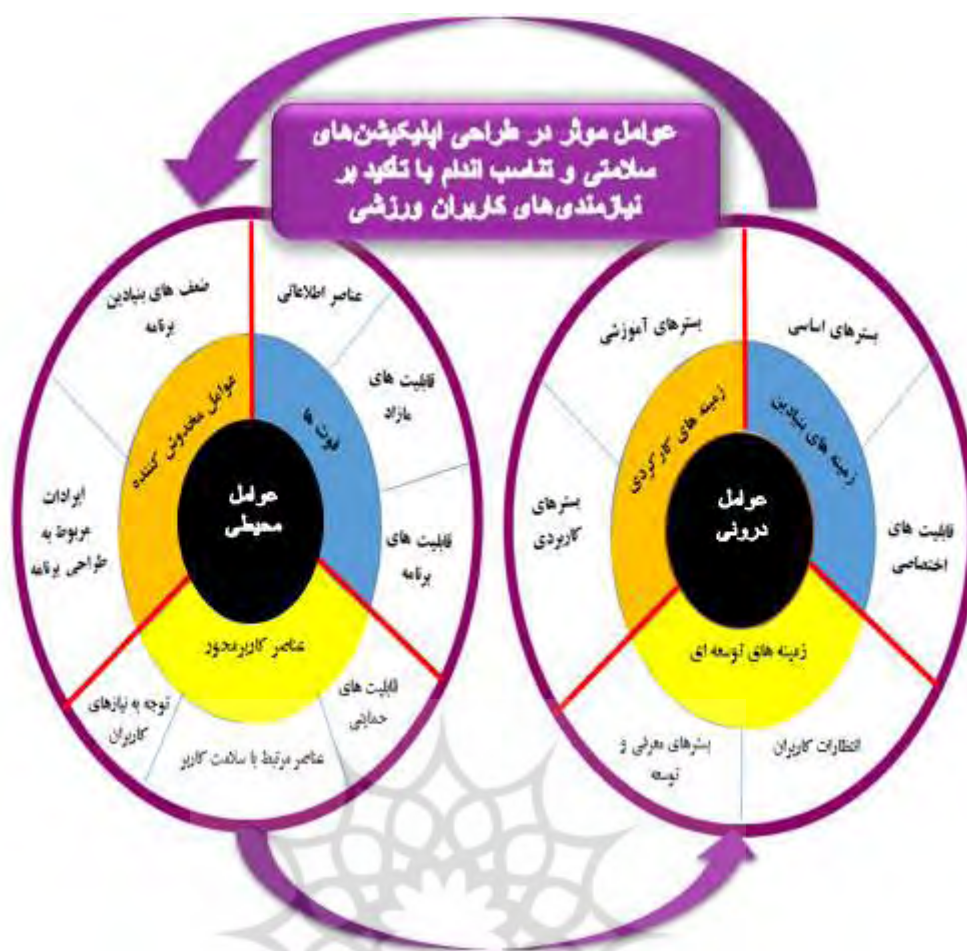 عوامل موثر در طراحی اپلیکیشن‌های
سلامتی و تناسب اندام با تاکید بر
نیازمندی‌های کاربران ورزشی
بسترهای اساسی
قابلیت های
اختصاصی
انتظارات کاربران
بسترهای معرفی و
توسعه
بسترهای کاربردی
بسترهای آموزشی
زمینه های بنیادین
زمینه های توسعه ای
زمینه های کارکردی
عوامل
درونی
عناصر اطلاعاتی
قابلیت های
مازاد
قابلیت های
برنامه
قابلیت های
حمایتی
عناصر مرتبط با سلامت کاربر
توجه به نیازهای
کاربران
ایرادات
مربوط به
طراحی برنامه
ضعف های بنیادین
برنامه
قوت ها
عناصر کاربرمحور
عوامل مخدوش کننده
عوامل
محیطی